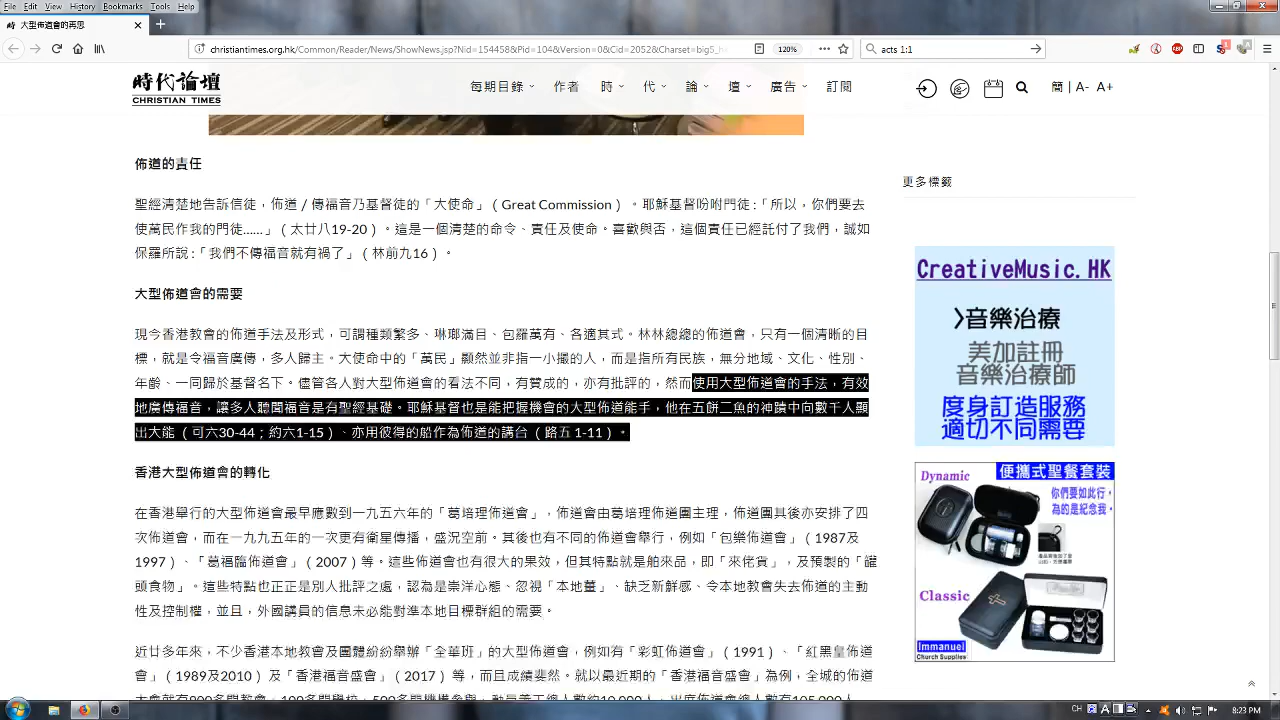 File Edit View History Bookmarks Tools Help
大型佈道會的再思
christiantimes.org.hk/Common/Reader/News/ShowNews.jsp?Nid=154458&Pid=104&Version=0&Cid=2052&Charset=big5_h
120%
acts 1:1
時代論壇
CHRISTIAN TIMES
每期目錄 作者 時 代 論 壇 廣告 訂閱
簡 | A- A+
佈道的責任
聖經清楚地告訴信徒，佈道／傳福音乃基督徒的「大使命」（Great Commission）。耶穌基督吩咐門徒：「所以，你們要去
使萬民作我的門徒……」（太廿八19-20）。這是一個清楚的命令、責任及使命。喜歡與否，這個責任已經託付了我們，誠如
保羅所說：「我們不傳福音就有禍了」（林前九16）。
大型佈道會的需要
現今香港教會的佈道手法及形式，可謂種類繁多、琳瑯滿目、包羅萬有、各適其式。林林總總的佈道會，只有一個清晰的目
標，就是令福音廣傳，多人歸主。大使命中的「萬民」顯然並非指一小撮的人，而是指所有民族，無分地域、文化、性別、
年齡、一同歸於基督名下。儘管各人對大型佈道會的看法不同，有贊成的，亦有批評的，然而使用大型佈道會的手法，有效
地廣傳福音，讓多人聽聞福音是有聖經基礎。耶穌基督也是能把握機會的大型佈道能手，他在五餅二魚的神蹟中向數千人顯
出大能（可六30-44；約六1-15）、亦用彼得的船作為佈道的講台（路五1-11）。
香港大型佈道會的轉化
在香港舉行的大型佈道會最早應數到一九五六年的「葛培理佈道會」，佈道會由葛培理佈道團主理，佈道團其後亦安排了四
次佈道會，而在一九九五年的一次更有衛星傳播，盛況空前。其後也有不同的佈道會舉行，例如「包樂佈道會」（1987及
1997）、「葛福臨佈道會」（2007）等。這些佈道會也有很大的果效，但其特點就是舶來品，即「來佬貨」，及預製的「罐
頭食物」。這些特點也正正是別人批評之處，認為是崇洋心態、忽視「本地薑」、缺乏新鮮感、令本地教會失去佈道的主動
性及控制權，並且，外國講員的信息未必能對準本地目標群組的需要。
近廿多年來，不少香港本地教會及團體紛紛舉辦「全華班」的大型佈道會，例如有「彩虹佈道會」（1991）、「紅黑皇佈道
會」（1989及2010）及「香港福音盛會」（2017）等，而且成績斐然。就以最近期的「香港福音盛會」為例，全城的佈道
更多標籤
CreativeMusic.HK
音樂治療
美加註冊
音樂治療師
度身訂造服務
適切不同需要
Dynamic 便攜式聖餐套裝
你們要如此行，
為的是紀念我。
Classic
Immanuel
Church Supplies
CH
8:23 PM